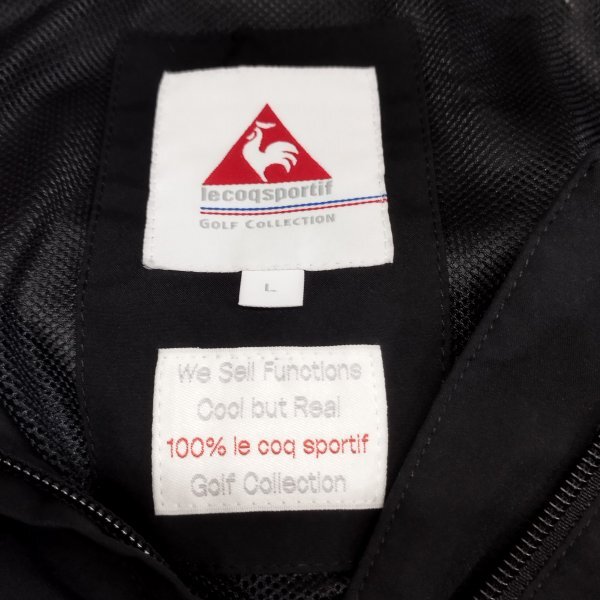 lecoqsportif
GOLF COLLECTION
L
We Sell Functions
Cool but Real
100% le coq sportif
Golf Collection